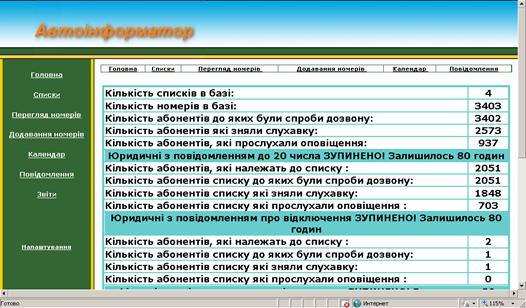 Автоінформатор
Головна Списки Перегляд номерів Додавання номерів Календар Повідомлення
Головна
Списки
Перегляд номерів
Додавання номерів
Календар
Повідомлення
Звіти
Налаштування
Кількість списків в базі: 4
Кількість номерів в базі: 3403
Кількість абонентів до яких були спроби дозвону: 3402
Кількість абонентів які зняли слухавку: 2573
Кількість абонентів, які прослухали оповіщення: 937
Юридичні з повідомленням до 20 числа ЗУПИНЕНО! Залишилось 80 годин
Кількість абонентів, які належать до списку : 2051
Кількість абонентів списку до яких були спроби дозвону: 2051
Кількість абонентів списку які зняли слухавку: 1848
Кількість абонентів списку які прослухали оповіщення : 703
Юридичні з повідомленням про відключення ЗУПИНЕНО! Залишилось 80
годин
Кількість абонентів, які належать до списку : 2
Кількість абонентів списку до яких були спроби дозвону: 1
Кількість абонентів списку які зняли слухавку: 1
Кількість абонентів списку які прослухали оповіщення : 0
Готово Интернет 115%